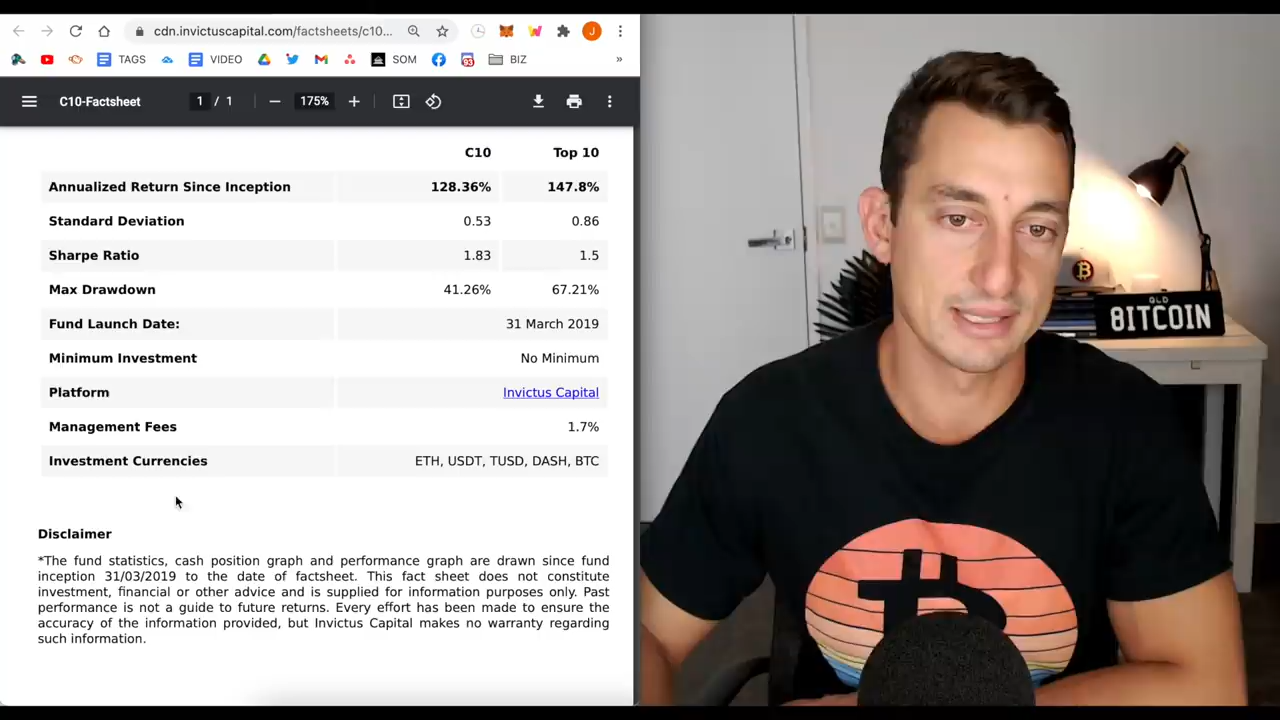 cdn.invictuscapital.com/factsheets/c10...
J
TAGS
VIDEO
93
SOM
BIZ
»
C10-Factsheet
1 / 1
175%
C10 Top 10
Annualized Return Since Inception 128.36% 147.8%
Standard Deviation 0.53 0.86
Sharpe Ratio 1.83 1.5
Max Drawdown 41.26% 67.21%
Fund Launch Date: 31 March 2019
Minimum Investment No Minimum
Platform Invictus Capital
Management Fees 1.7%
Investment Currencies ETH, USDT, TUSD, DASH, BTC
Disclaimer
*The fund statistics, cash position graph and performance graph are drawn since fund
inception 31/03/2019 to the date of factsheet. This fact sheet does not constitute
investment, financial or other advice and is supplied for information purposes only. Past
performance is not a guide to future returns. Every effort has been made to ensure the
accuracy of the information provided, but Invictus Capital makes no warranty regarding
such information.
QLD
8ITCOIN